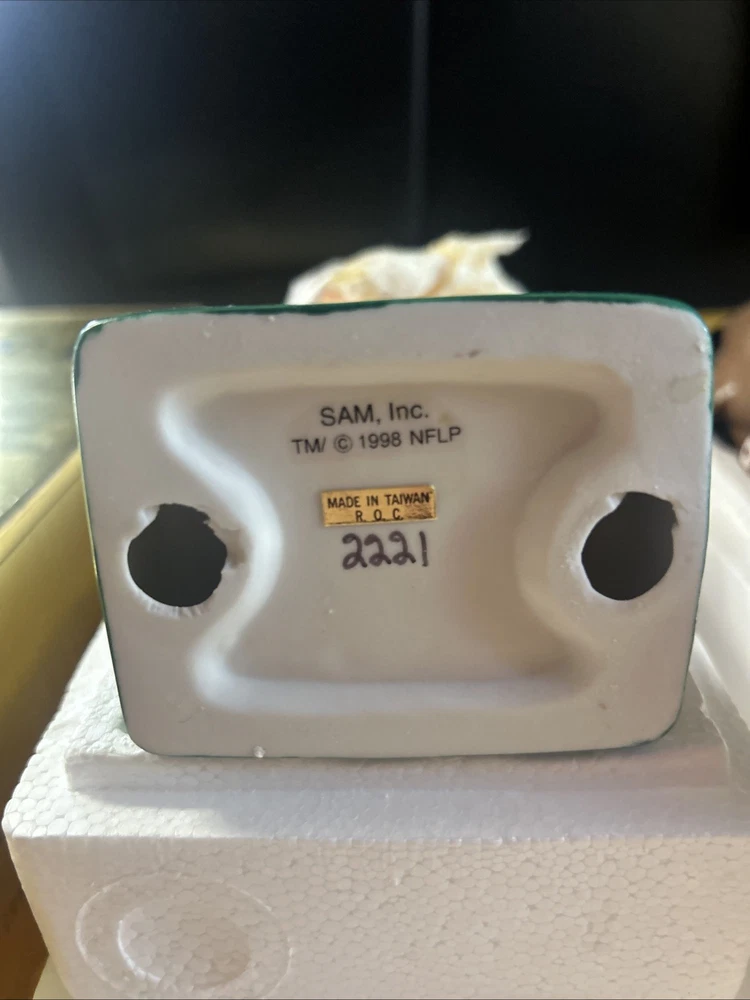 SAM, Inc.
TM/ © 1998 NFLP
MADE IN TAIWAN
R. O. C.
2221